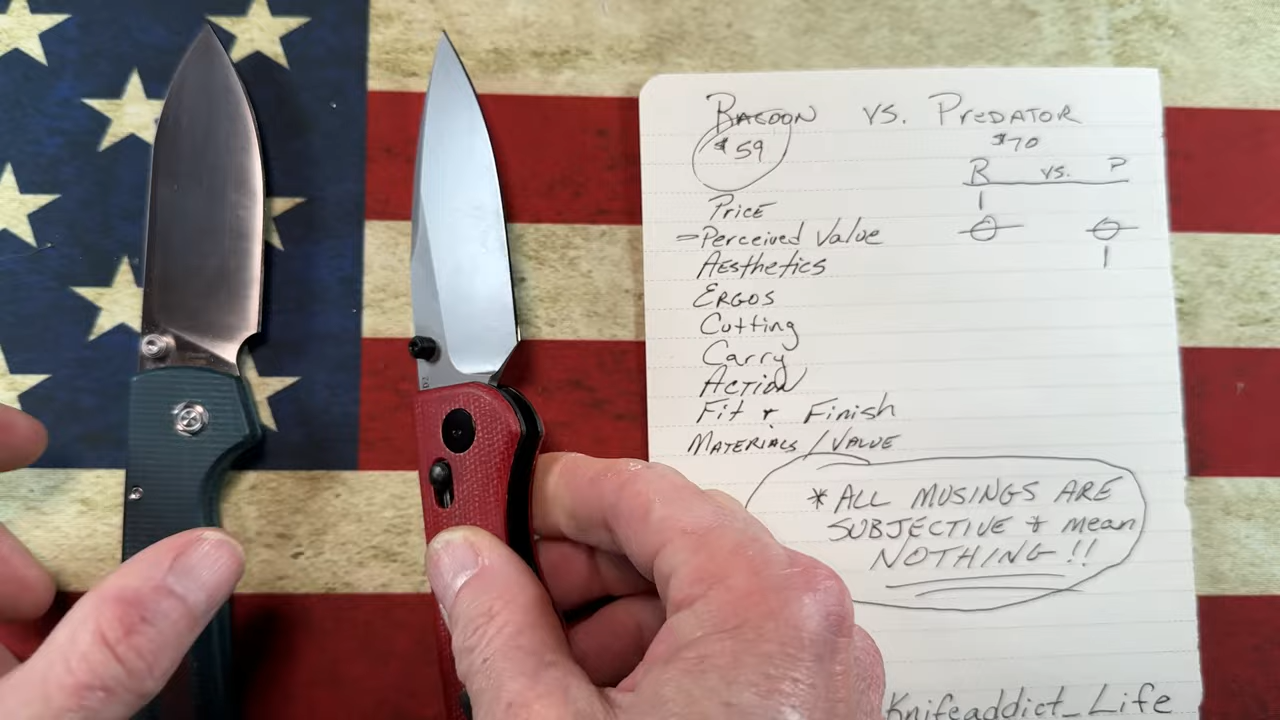 BACOON VS. PREDATOR
$59 $70
R VS. P
Price 1
= Perceived Value O O
Aesthetics 1
ERGOS
Cutting
Carry
ACTION
Fit & Finish
MATERIALS / VALUE
* ALL MUSINGS ARE
SUBJECTIVE & mean
NOTHING!!
Knifeaddict_Life
D2